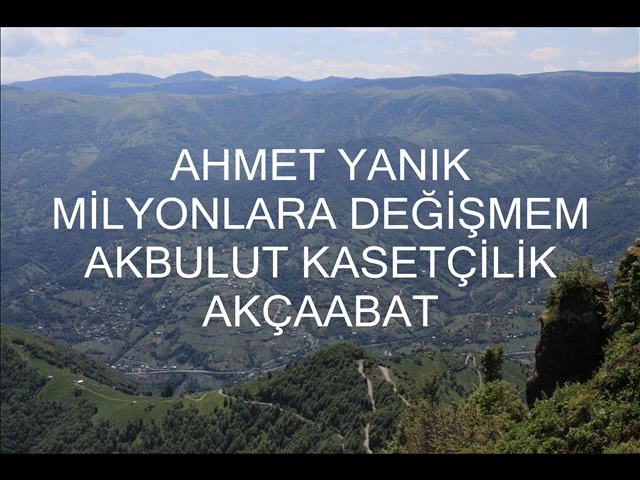 AHMET YANIK
MİLYONLARA DEĞİŞMEM
AKBULUT KASETÇİLİK
AKÇAABAT